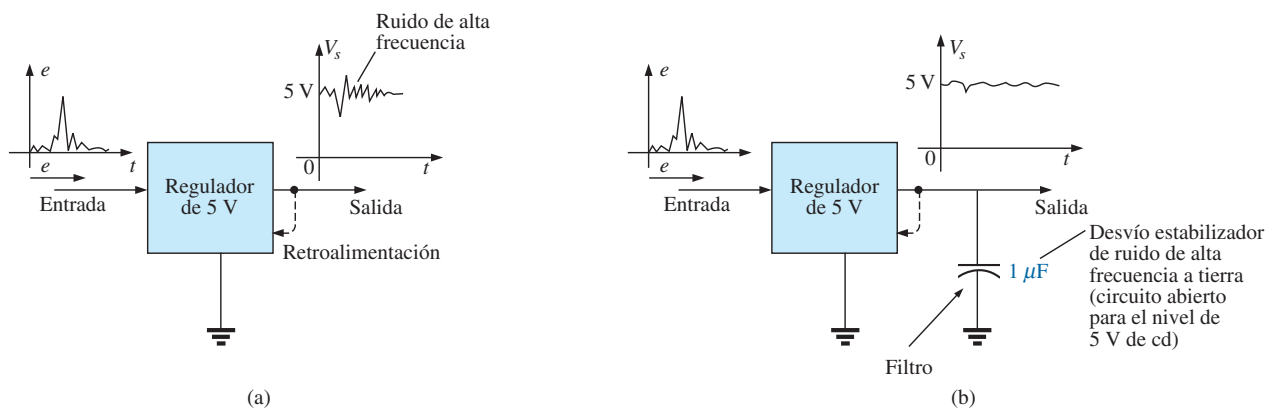 Ruido de alta
frecuencia
V_s
e
5 V
0
t
t
e
Entrada
Regulador
de 5 V
Salida
Retroalimentación
(a)
V_s
e
5 V
0
t
t
e
Entrada
Regulador
de 5 V
Salida
Desvío estabilizador
de ruido de alta
frecuencia a tierra
(circuito abierto
para el nivel de
5 V de cd)
1 μF
Filtro
(b)